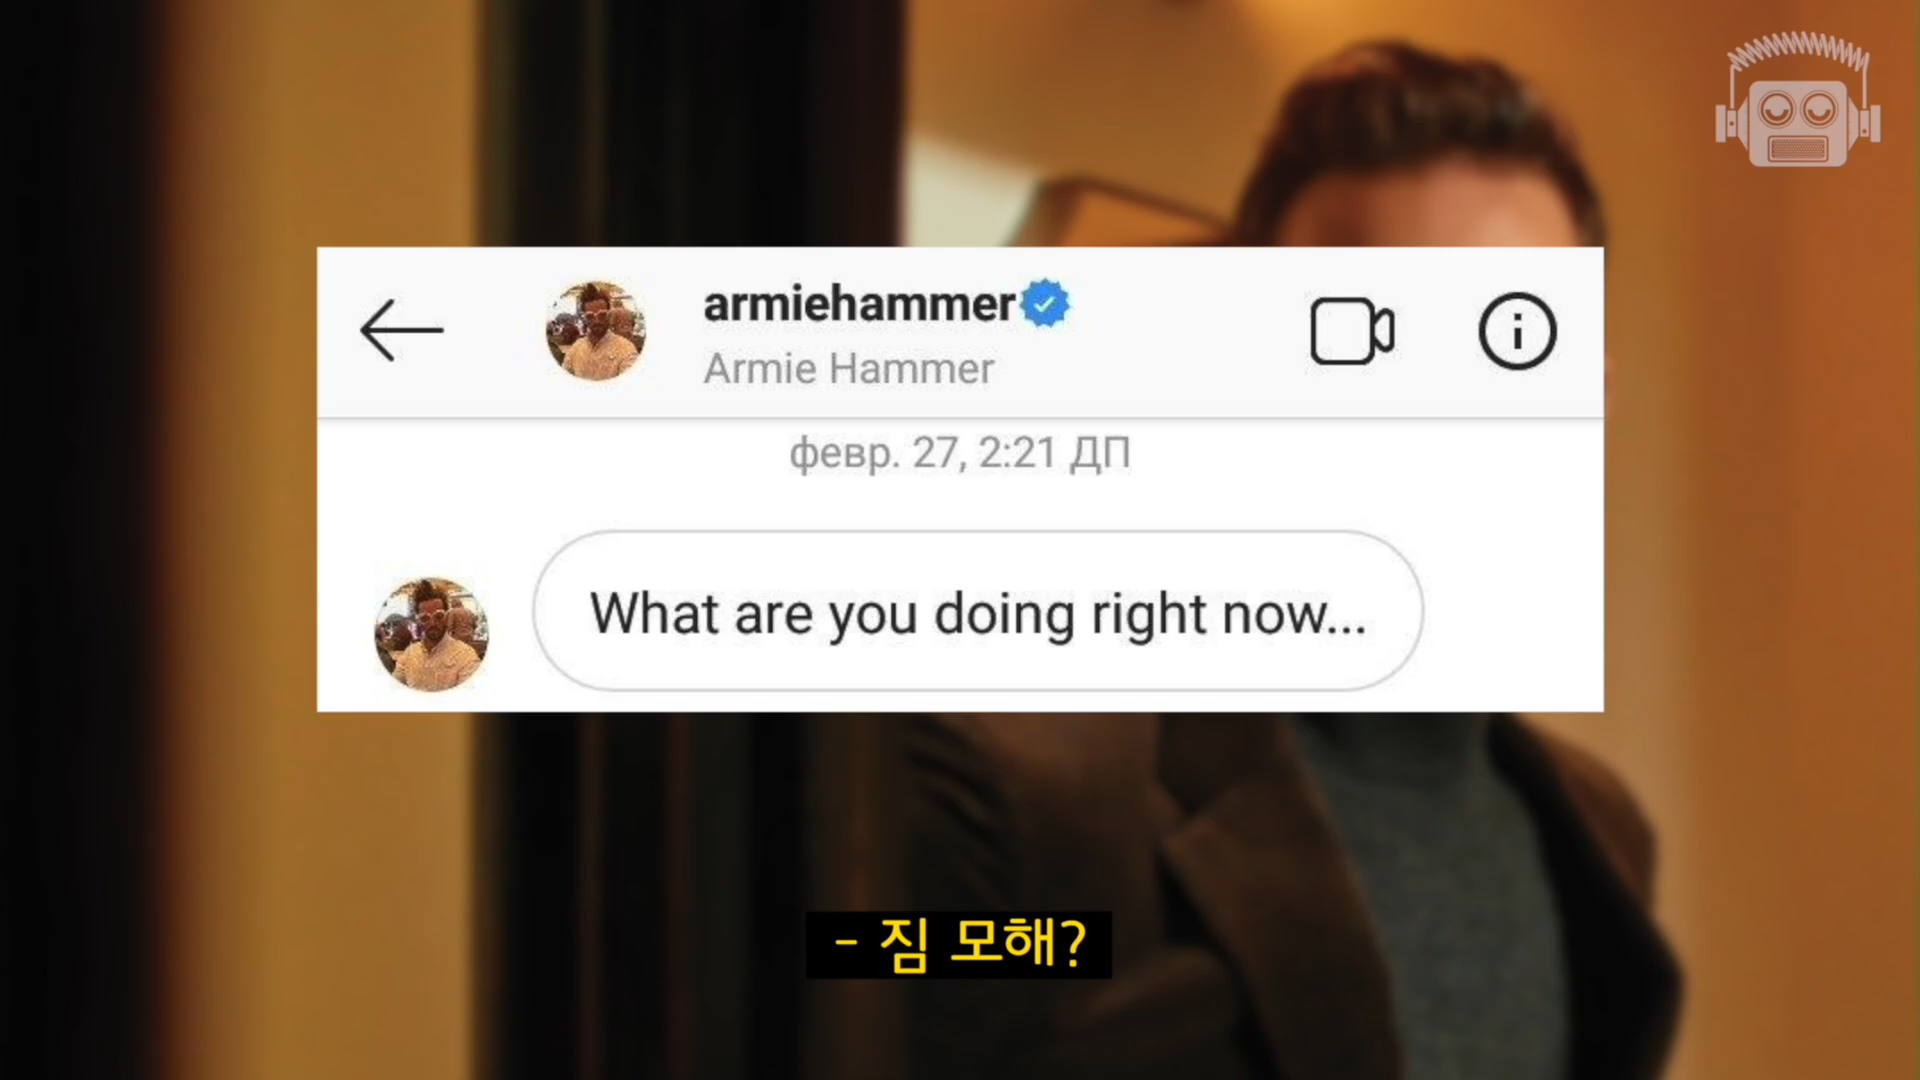 armiehammer
Armie Hammer
февр. 27, 2:21 ДП
What are you doing right now...
- 짐 모해?